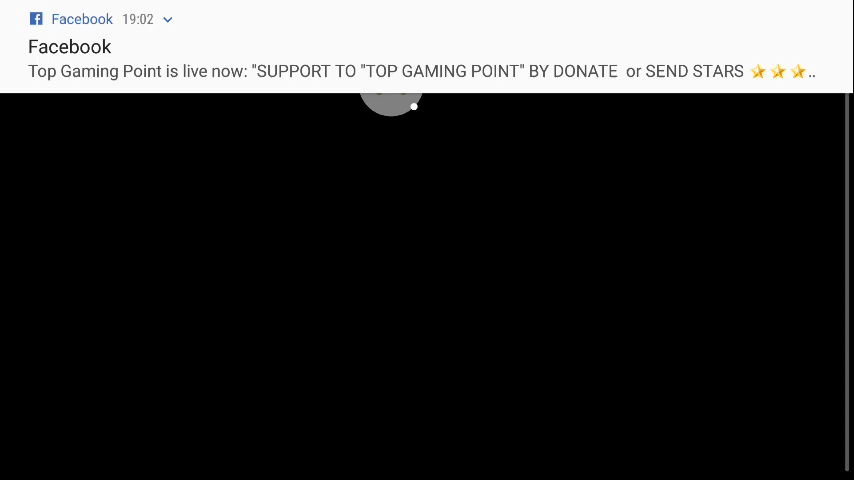 Facebook 19:02
Facebook
Top Gaming Point is live now: "SUPPORT TO "TOP GAMING POINT" BY DONATE or SEND STARS ⭐⭐⭐..